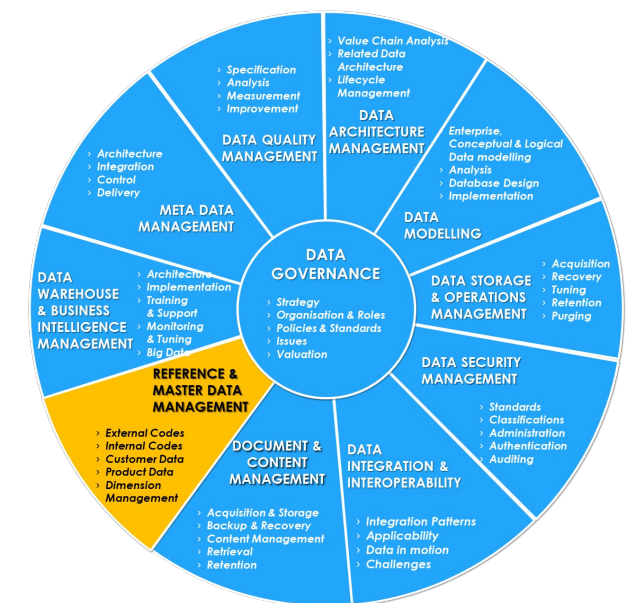 › Value Chain Analysis
› Related Data
Architecture
› Lifecycle
Management
DATA
ARCHITECTURE
MANAGEMENT
Enterprise,
Conceptual & Logical
Data modelling
› Analysis
› Database Design
› Implementation
DATA
MODELLING
DATA STORAGE
& OPERATIONS
MANAGEMENT
› Acquisition
› Recovery
› Tuning
› Retention
› Purging
DATA SECURITY
MANAGEMENT
› Standards
› Classifications
› Administration
› Authentication
› Auditing
DATA
INTEGRATION &
INTEROPERABILITY
› Integration Patterns
› Applicability
› Data in motion
› Challenges
DOCUMENT &
CONTENT
MANAGEMENT
› Acquisition & Storage
› Backup & Recovery
› Content Management
› Retrieval
› Retention
REFERENCE &
MASTER DATA
MANAGEMENT
› External Codes
› Internal Codes
› Customer Data
› Product Data
› Dimension
Management
DATA
WAREHOUSE
& BUSINESS
INTELLIGENCE
MANAGEMENT
› Architecture
› Implementation
› Training
& Support
› Monitoring
& Tuning
› Big Data
› Architecture
› Integration
› Control
› Delivery
META DATA
MANAGEMENT
› Specification
› Analysis
› Measurement
› Improvement
DATA QUALITY
MANAGEMENT
DATA
GOVERNANCE
› Strategy
› Organisation & Roles
› Policies & Standards
› Issues
› Valuation